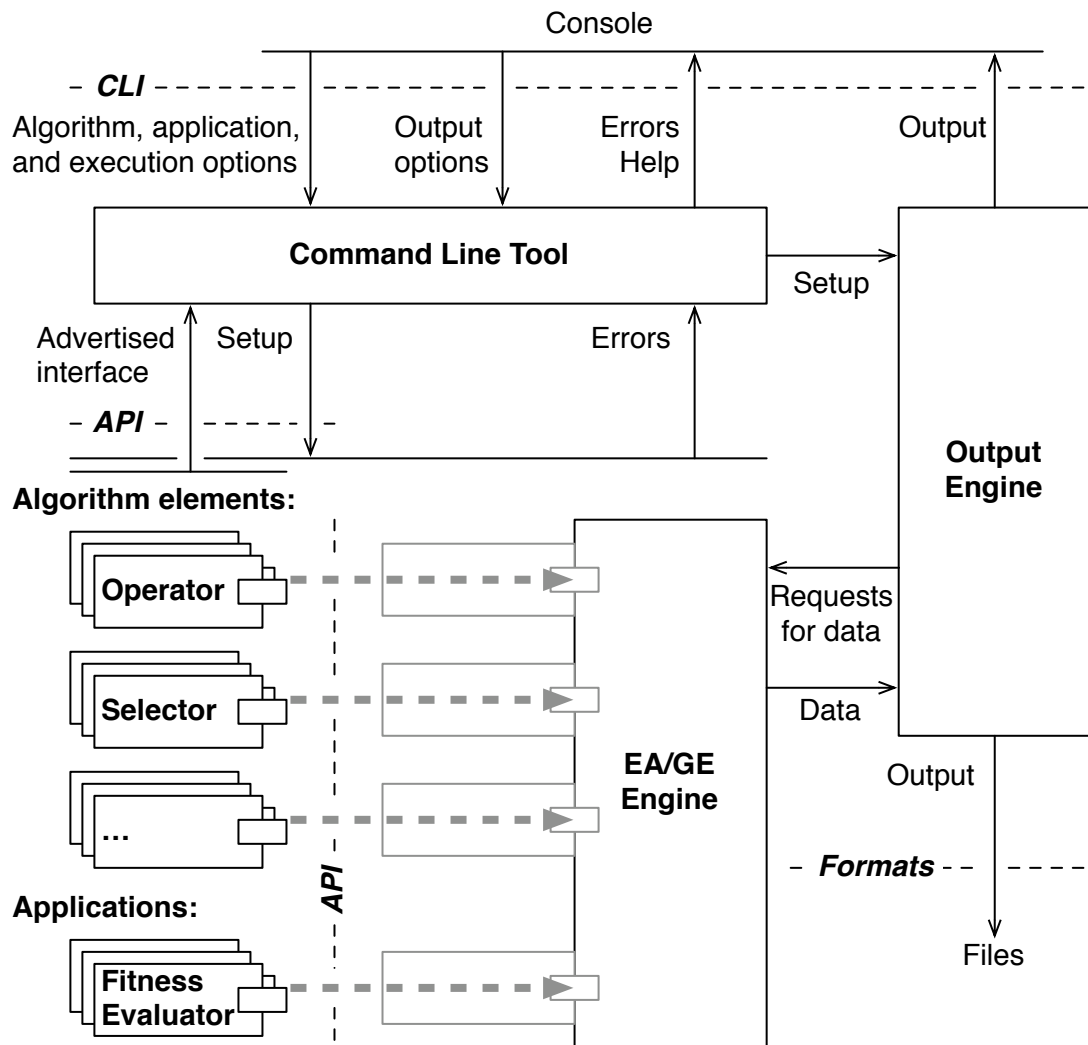 Console
CLI
Algorithm, application,
and execution options
Output
options
Errors
Help
Output
Command Line Tool
Setup
Advertised
interface
Setup
Errors
API
Output
Engine
Algorithm elements:
Operator
Requests
for data
Selector
Data
EA/GE
Engine
Output
...
Formats
API
Applications:
Files
Fitness
Evaluator